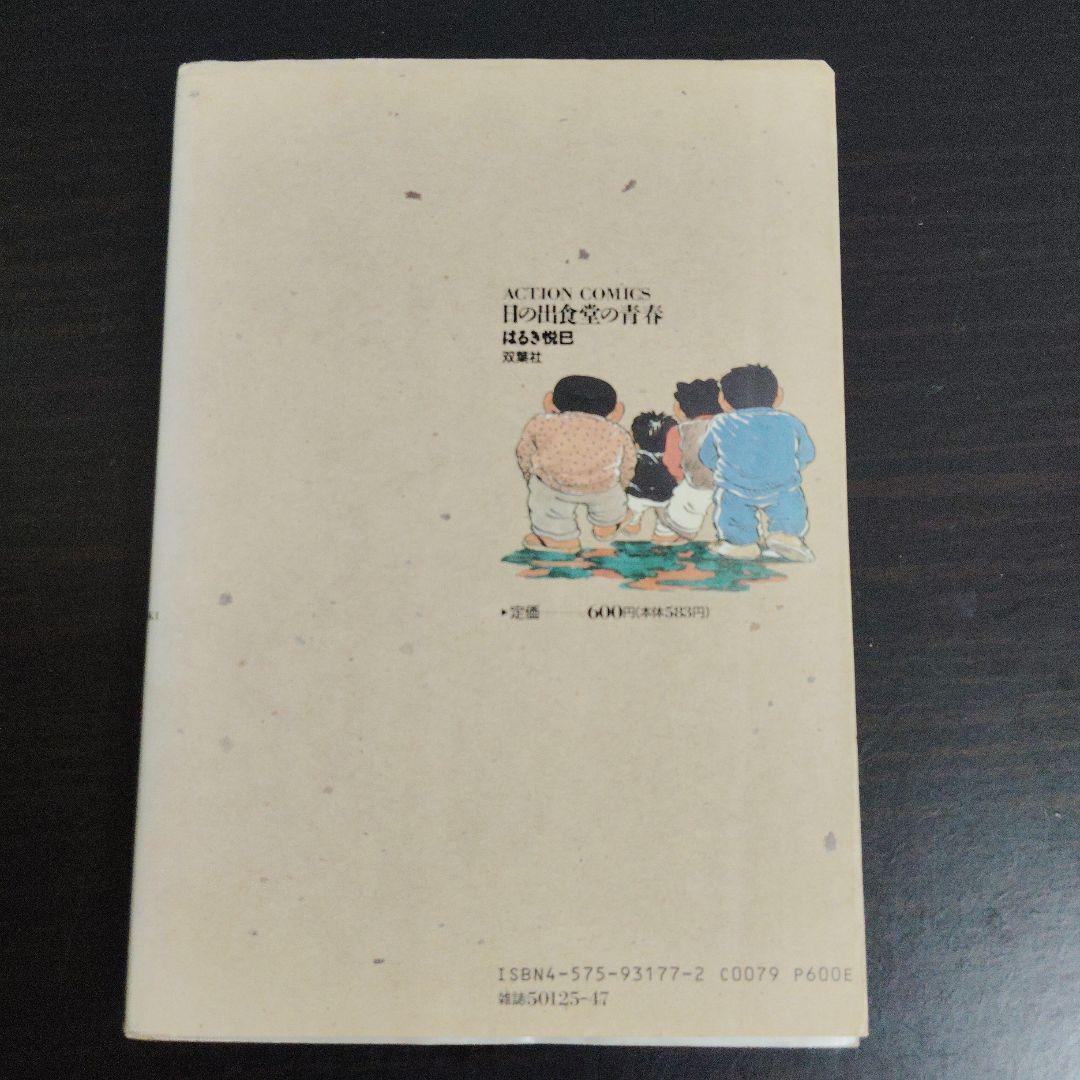 ACTION COMICS
日の出食堂の青春
はるき悦巳
双葉社
▶定価———600円(本体583円)
ISBN4-575-93177-2 C0079 P600E
雑誌50125-47